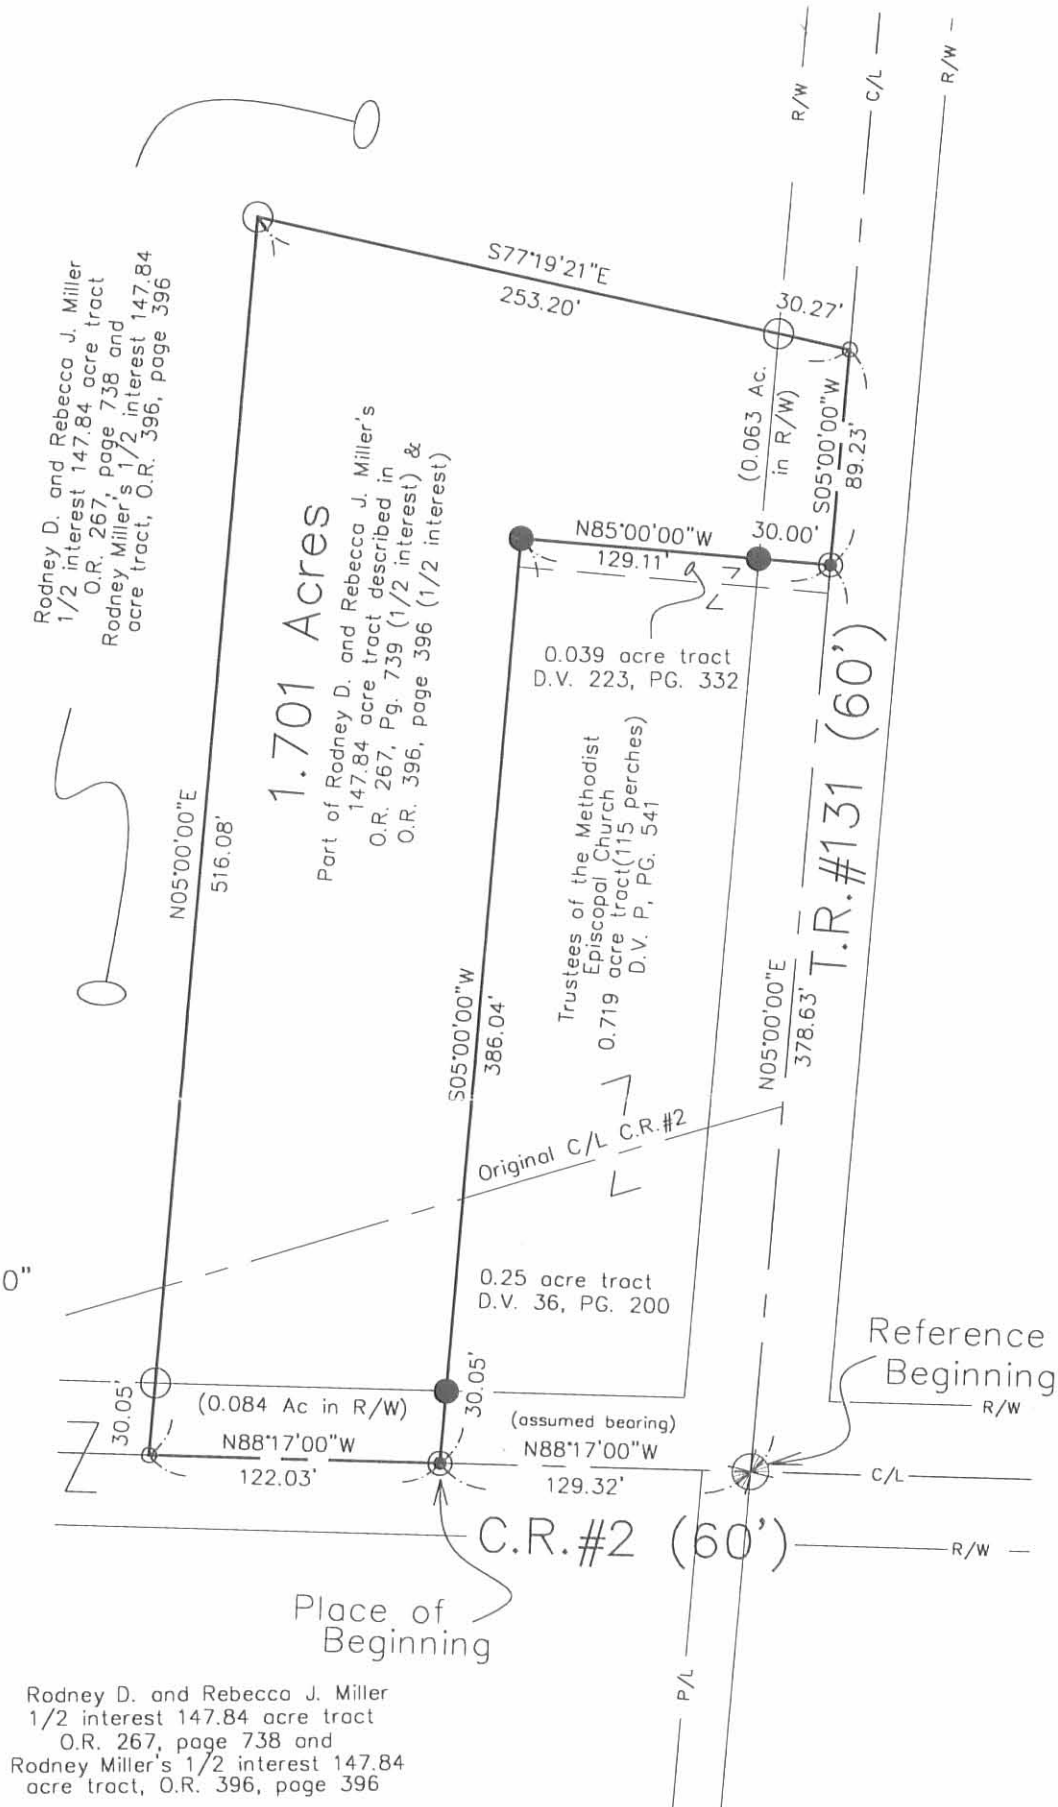 R/W
C/L
R/W
S77°19'21"E
253.20'
30.27'
Rodney D. and Rebecca J. Miller
1/2 interest 147.84 acre tract
O.R. 267, page 738 and
Rodney Miller's 1/2 interest 147.84
acre tract, O.R. 396, page 396
(0.063 Ac.
in R/W)
S05°00'00"W
89.23'
1.701 Acres
Part of Rodney D. and Rebecca J. Miller's
147.84 acre tract described in
O.R. 267, Pg. 739 (1/2 interest) &
O.R. 396, page 396 (1/2 interest)
N85°00'00"W
129.11'
30.00'
0.039 acre tract
D.V. 223, PG. 332
T.R.#131 (60')
N05°00'00"E
516.08'
Trustees of the Methodist
Episcopal Church
0.719 acre tract(115 perches)
D.V. P, PG. 541
S05°00'00"W
386.04'
N05°00'00"E
378.63'
Original C/L C.R.#2
0"
0.25 acre tract
D.V. 36, PG. 200
Reference
Beginning
30.05'
(0.084 Ac in R/W)
30.05'
(assumed bearing)
R/W
N88°17'00"W
122.03'
N88°17'00"W
129.32'
C/L
C.R.#2 (60')
R/W
Place of
Beginning
P/L
Rodney D. and Rebecca J. Miller
1/2 interest 147.84 acre tract
O.R. 267, page 738 and
Rodney Miller's 1/2 interest 147.84
acre tract, O.R. 396, page 396